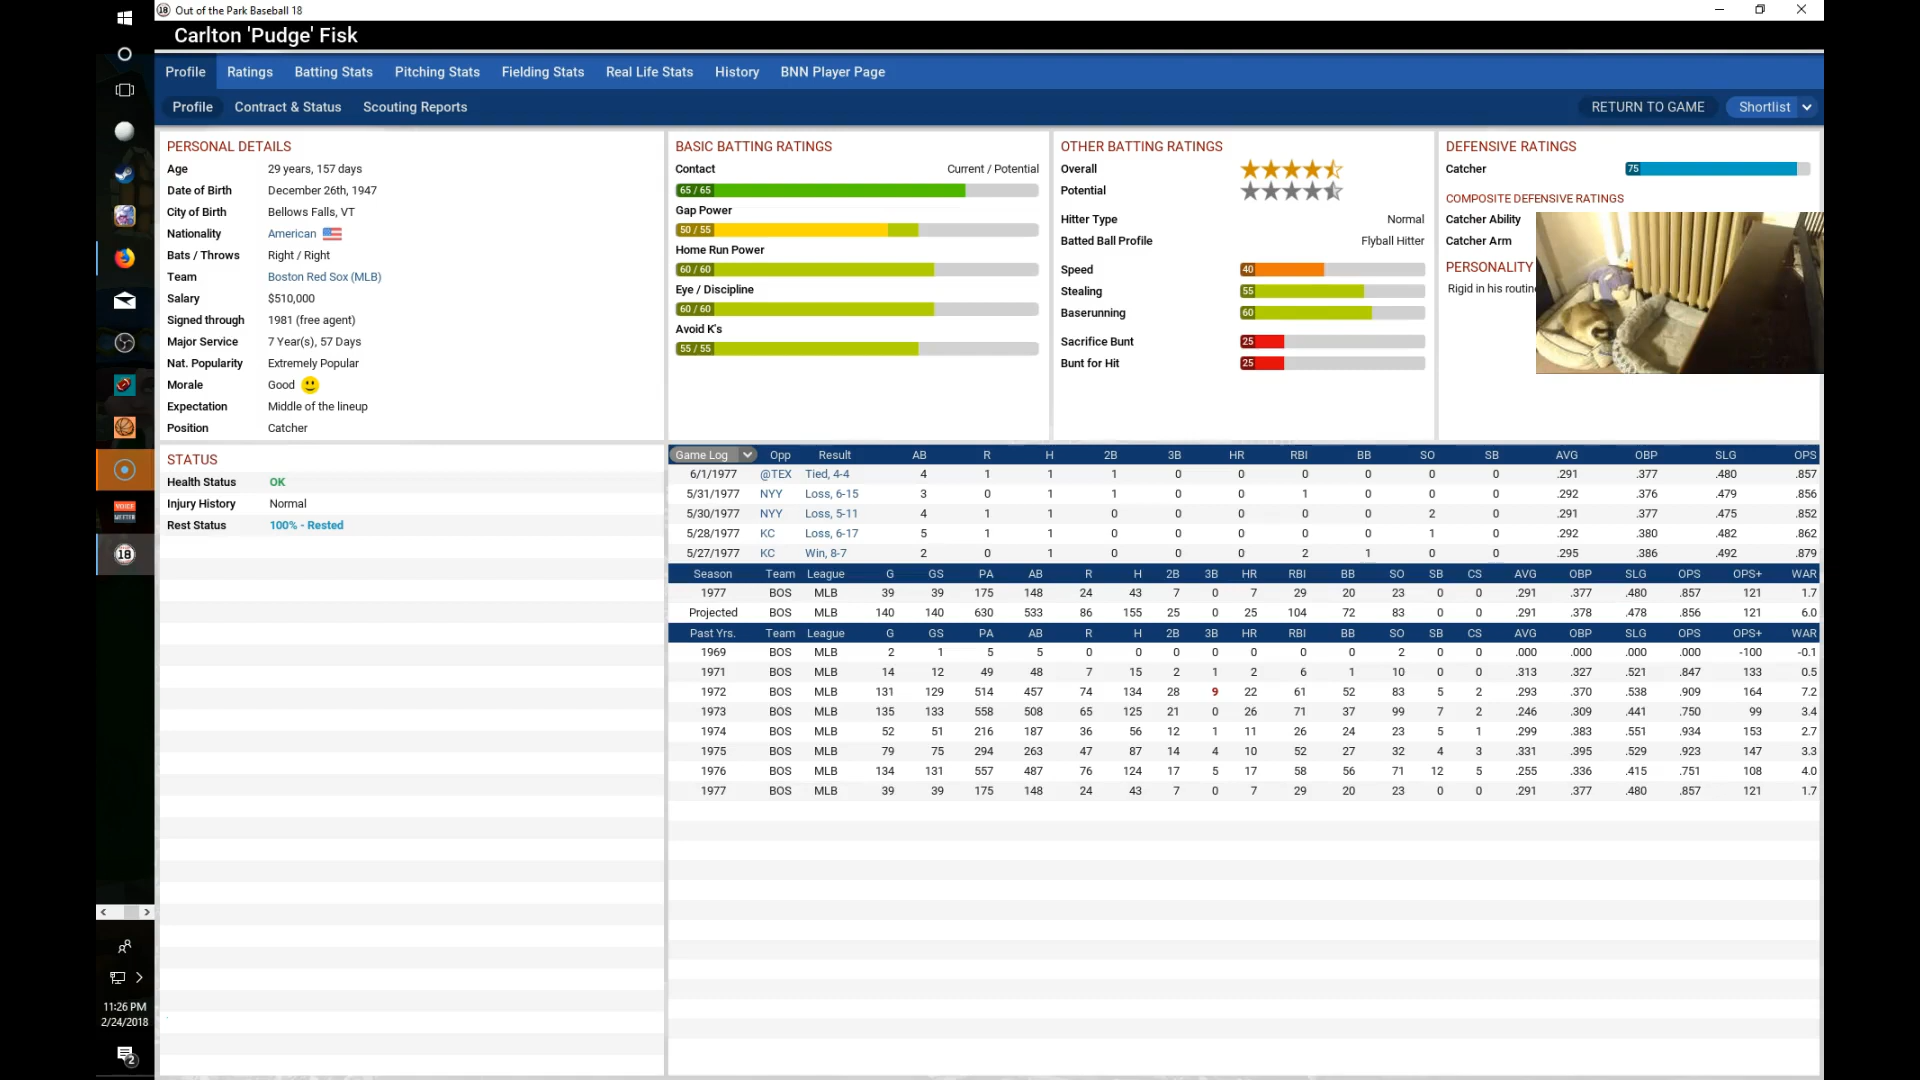 Out of the Park Baseball 18
Carlton 'Pudge' Fisk
Profile Ratings Batting Stats Pitching Stats Fielding Stats Real Life Stats History BNN Player Page
Profile Contract & Status Scouting Reports RETURN TO GAME Shortlist
PERSONAL DETAILS
Age 29 years, 157 days
Date of Birth December 26th, 1947
City of Birth Bellows Falls, VT
Nationality American
Bats / Throws Right / Right
Team Boston Red Sox (MLB)
Salary $510,000
Signed through 1981 (free agent)
Major Service 7 Year(s), 57 Days
Nat. Popularity Extremely Popular
Morale Good
Expectation Middle of the lineup
Position Catcher
BASIC BATTING RATINGS
Contact Current / Potential
65 / 65
Gap Power
50 / 55
Home Run Power
60 / 60
Eye / Discipline
60 / 60
Avoid K's
55 / 55
OTHER BATTING RATINGS
Overall
Potential
Hitter Type Normal
Batted Ball Profile Flyball Hitter
Speed 40
Stealing 55
Baserunning 60
Sacrifice Bunt 25
Bunt for Hit 25
DEFENSIVE RATINGS
Catcher 75
COMPOSITE DEFENSIVE RATINGS
Catcher Ability
Catcher Arm
PERSONALITY
Rigid in his routin
STATUS
Health Status OK
Injury History Normal
Rest Status 100% - Rested
Game Log Opp Result AB R H 2B 3B HR RBI BB SO SB AVG OBP SLG OPS
6/1/1977 @TEX Tied, 4-4 4 1 1 1 0 0 0 0 0 0 .291 .377 .480 .857
5/31/1977 NYY Loss, 6-15 3 0 1 1 0 0 1 0 0 0 .292 .376 .479 .856
5/30/1977 NYY Loss, 5-11 4 1 1 0 0 0 0 0 2 0 .291 .377 .475 .852
5/28/1977 KC Loss, 6-17 5 1 1 0 0 0 0 0 1 0 .292 .380 .482 .862
5/27/1977 KC Win, 8-7 2 0 1 0 0 0 2 1 0 0 .295 .386 .492 .879
Season Team League G GS PA AB R H 2B 3B HR RBI BB SO SB CS AVG OBP SLG OPS OPS+ WAR
1977 BOS MLB 39 39 175 148 24 43 7 0 7 29 20 23 0 0 .291 .377 .480 .857 121 1.7
Projected BOS MLB 140 140 630 533 86 155 25 0 25 104 72 83 0 0 .291 .378 .478 .856 121 6.0
Past Yrs. Team League G GS PA AB R H 2B 3B HR RBI BB SO SB CS AVG OBP SLG OPS OPS+ WAR
1969 BOS MLB 2 1 5 5 0 0 0 0 0 0 0 2 0 0 .000 .000 .000 .000 -100 -0.1
1971 BOS MLB 14 12 49 48 7 15 2 1 2 6 1 10 0 0 .313 .327 .521 .847 133 0.5
1972 BOS MLB 131 129 514 457 74 134 28 9 22 61 52 83 5 2 .293 .370 .538 .909 164 7.2
1973 BOS MLB 135 133 558 508 65 125 21 0 26 71 37 99 7 2 .246 .309 .441 .750 99 3.4
1974 BOS MLB 52 51 216 187 36 56 12 1 11 26 24 23 5 1 .299 .383 .551 .934 153 2.7
1975 BOS MLB 79 75 294 263 47 87 14 4 10 52 27 32 4 3 .331 .395 .529 .923 147 3.3
1976 BOS MLB 134 131 557 487 76 124 17 5 17 58 56 71 12 5 .255 .336 .415 .751 108 4.0
1977 BOS MLB 39 39 175 148 24 43 7 0 7 29 20 23 0 0 .291 .377 .480 .857 121 1.7
18
11:26 PM
2/24/2018
2